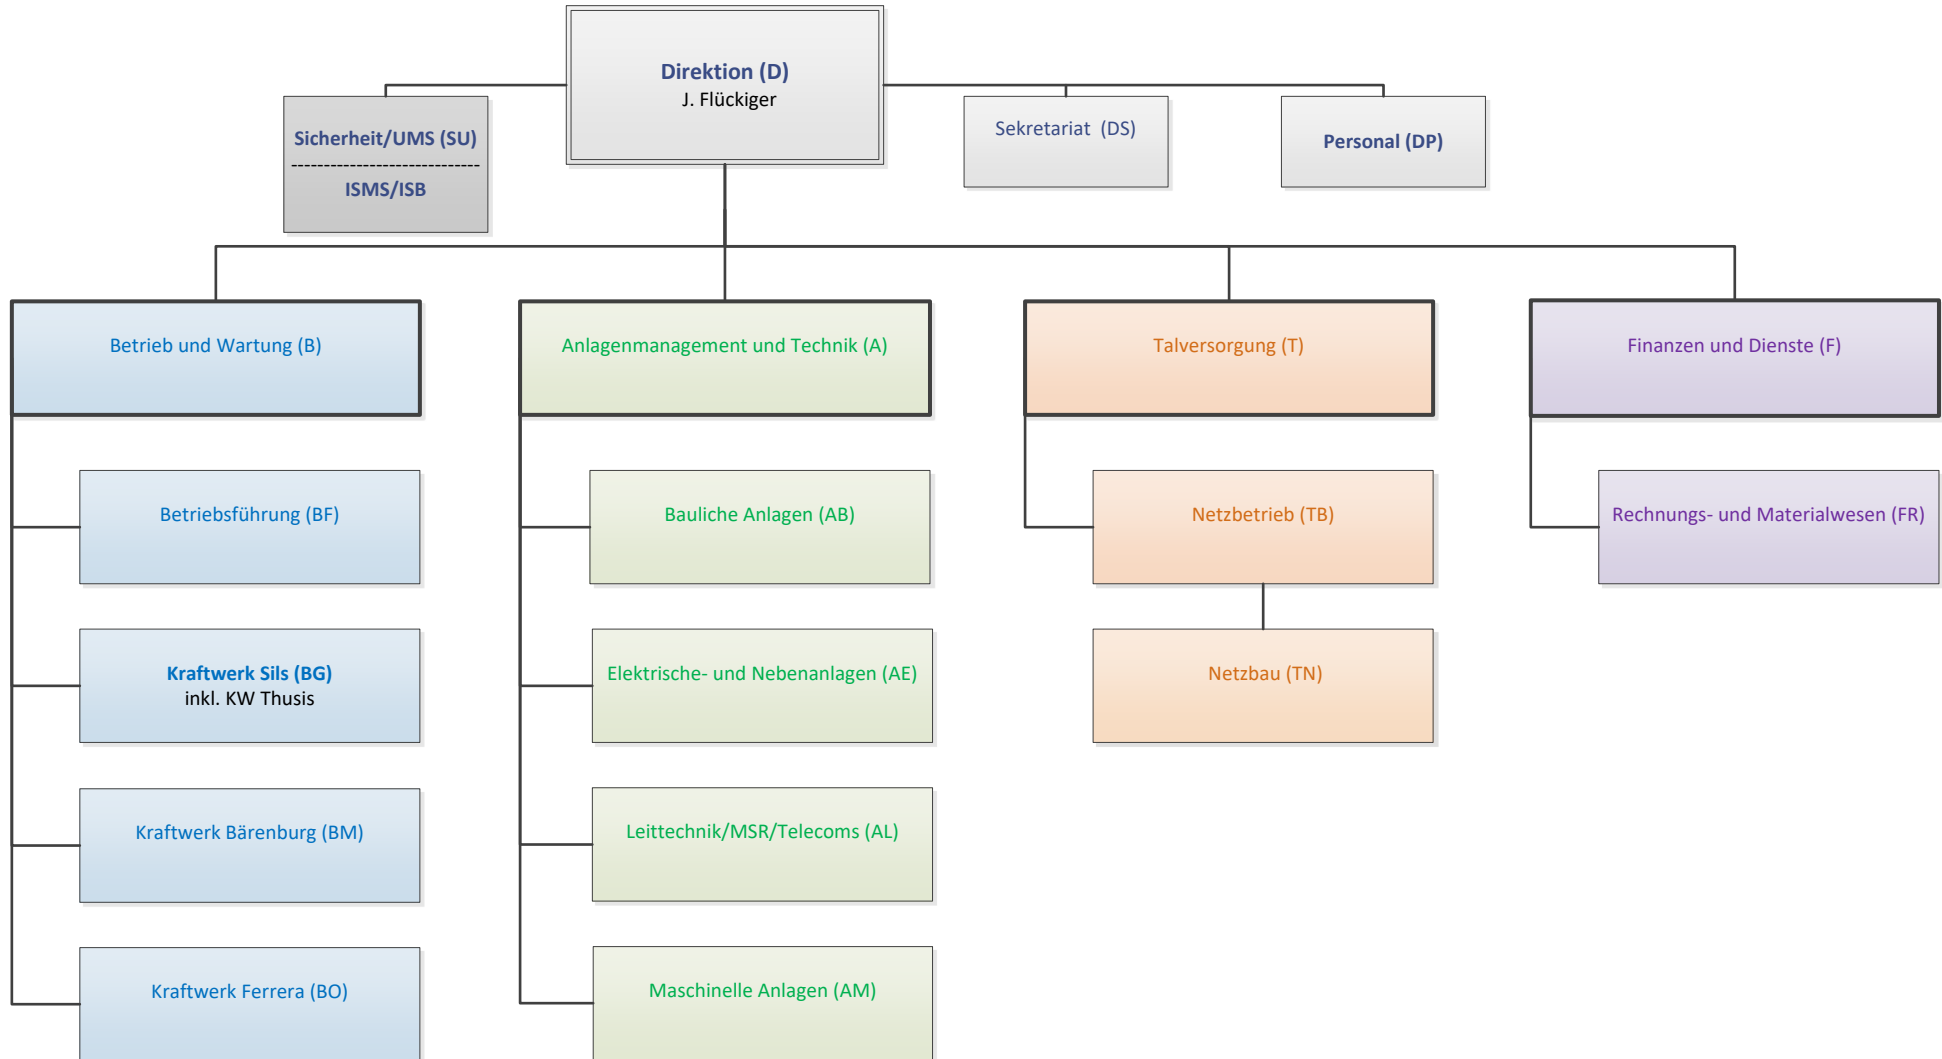 Direktion (D)
J. Flückiger
Sicherheit/UMS (SU)
-----------------------------
ISMS/ISB
Sekretariat (DS)
Personal (DP)
Betrieb und Wartung (B)
Anlagenmanagement und Technik (A)
Talversorgung (T)
Finanzen und Dienste (F)
Betriebsführung (BF)
Bauliche Anlagen (AB)
Netzbetrieb (TB)
Rechnungs- und Materialwesen (FR)
Kraftwerk Sils (BG)
inkl. KW Thusis
Elektrische- und Nebenanlagen (AE)
Netzbau (TN)
Kraftwerk Bärenburg (BM)
Leittechnik/MSR/Telecoms (AL)
Kraftwerk Ferrera (BO)
Maschinelle Anlagen (AM)